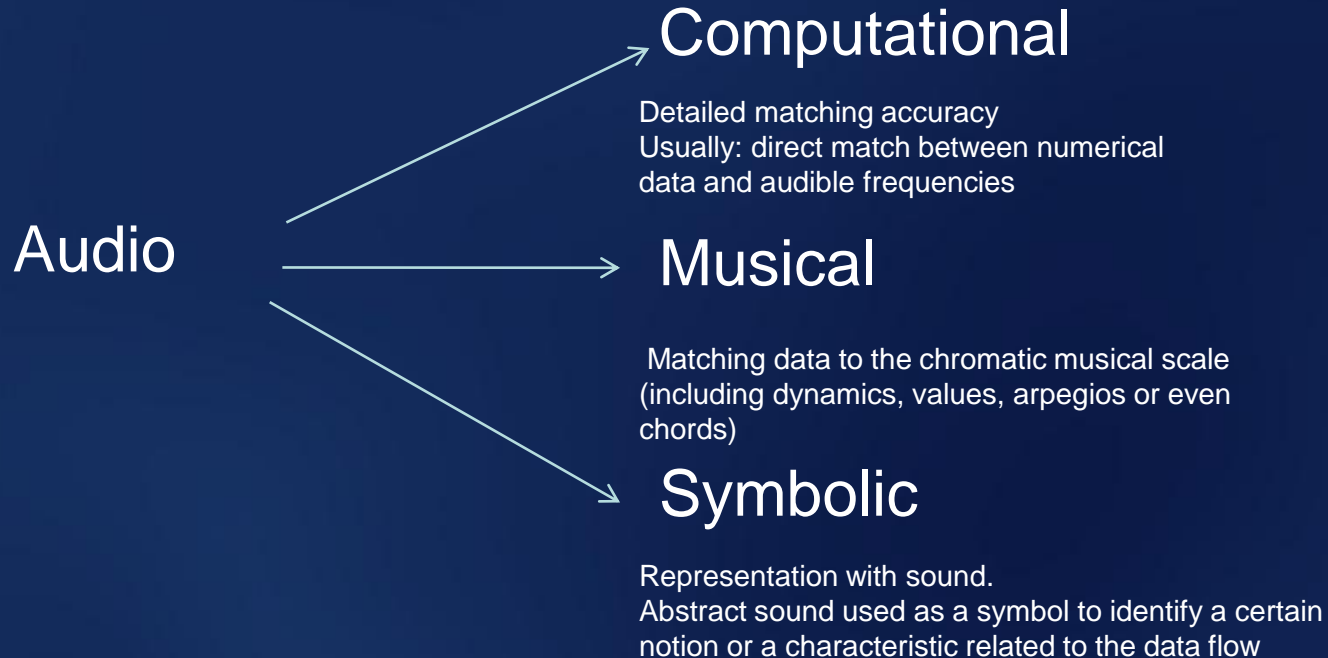 Computational
Detailed matching accuracy
Usually: direct match between numerical
data and audible frequencies
Audio
Musical
Matching data to the chromatic musical scale
(including dynamics, values, arpegios or even
chords)
Symbolic
Representation with sound.
Abstract sound used as a symbol to identify a certain
notion or a characteristic related to the data flow